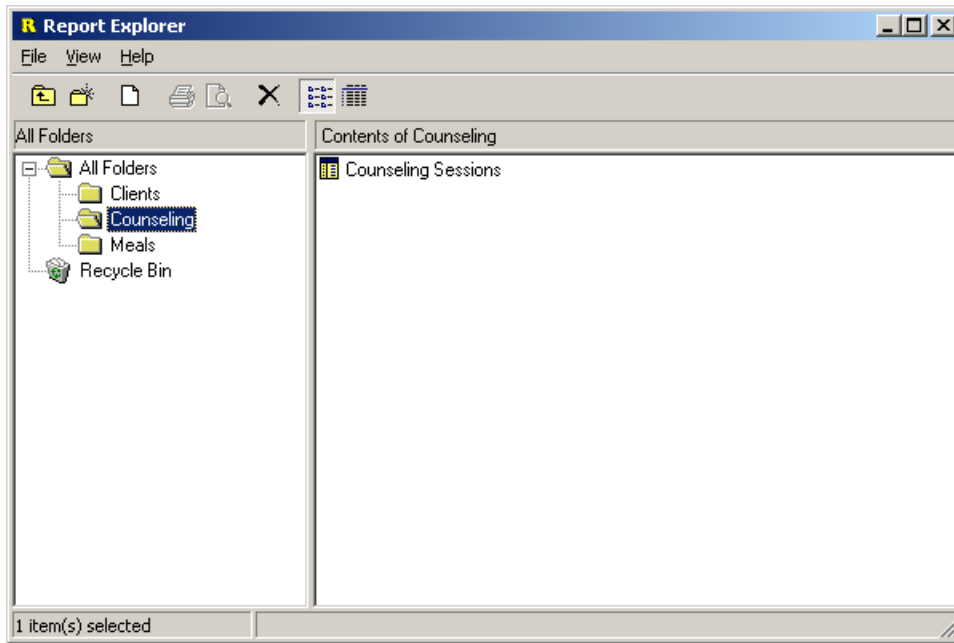 R Report Explorer
File View Help
All Folders
Contents of Counseling
All Folders
Clients
Counseling
Meals
Recycle Bin
Counseling Sessions
1 item(s) selected